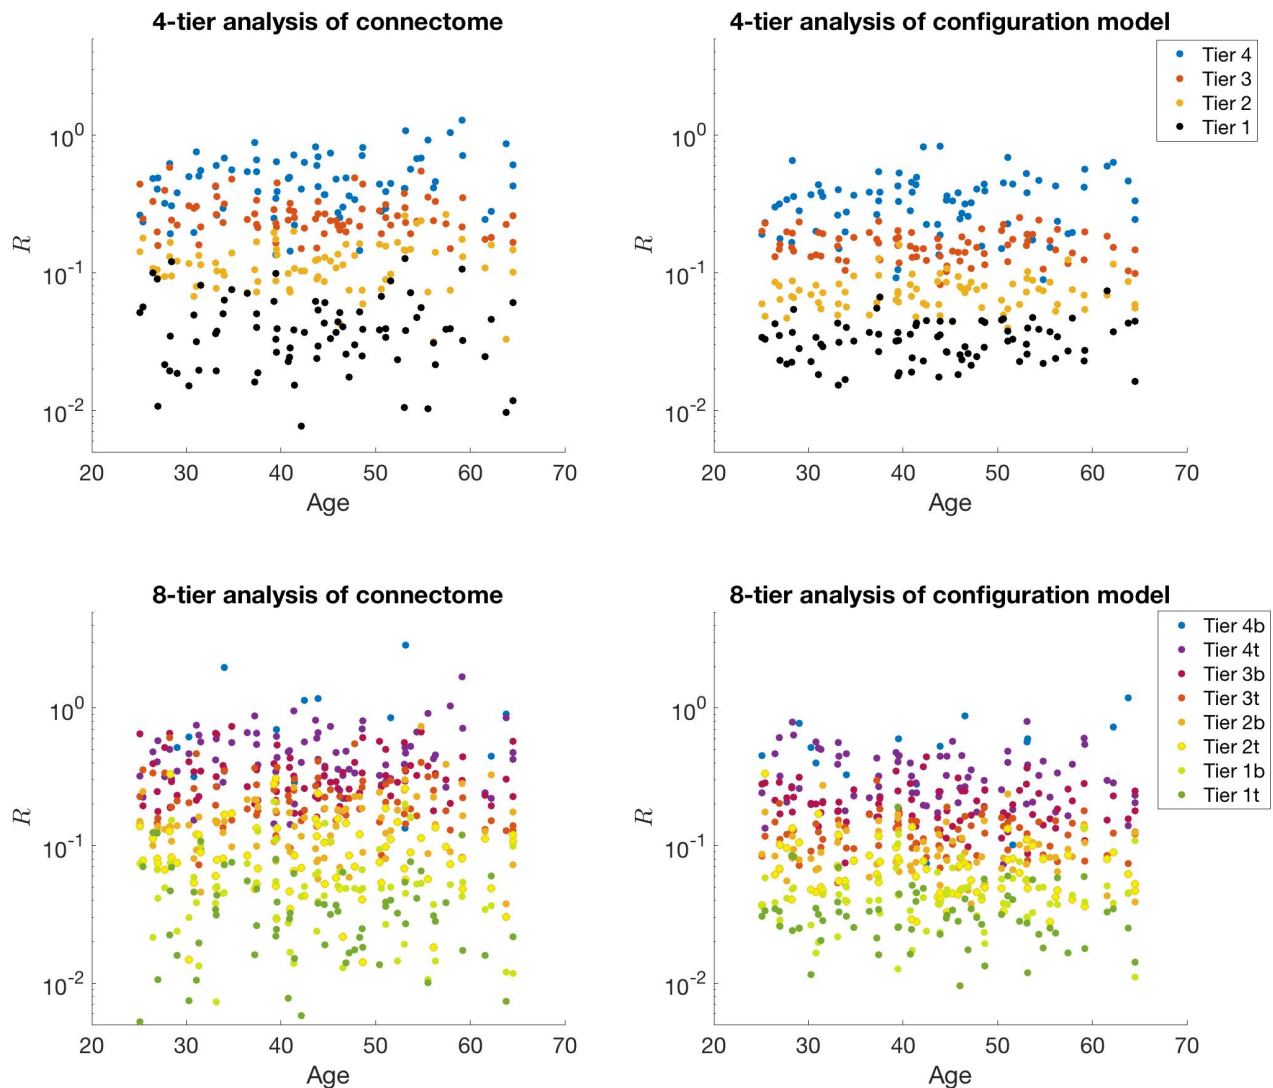 4-tier analysis of connectome
4-tier analysis of configuration model
10^0
10^-1
10^-2
R
20 30 40 50 60 70
Age
10^0
10^-1
10^-2
R
20 30 40 50 60 70
Age
Tier 4
Tier 3
Tier 2
Tier 1
8-tier analysis of connectome
8-tier analysis of configuration model
10^0
10^-1
10^-2
R
20 30 40 50 60 70
Age
10^0
10^-1
10^-2
R
20 30 40 50 60 70
Age
Tier 4b
Tier 4t
Tier 3b
Tier 3t
Tier 2b
Tier 2t
Tier 1b
Tier 1t